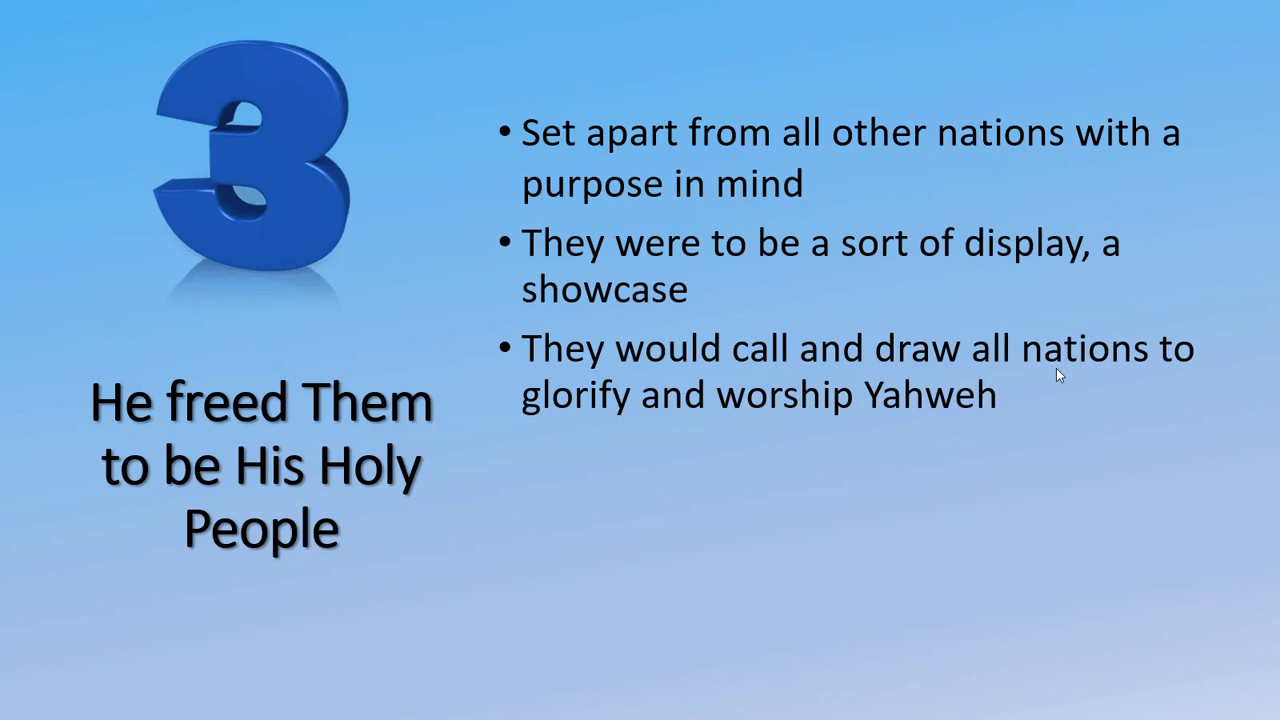 3
He freed Them
to be His Holy
People
• Set apart from all other nations with a
purpose in mind
• They were to be a sort of display, a
showcase
• They would call and draw all nations to
glorify and worship Yahweh